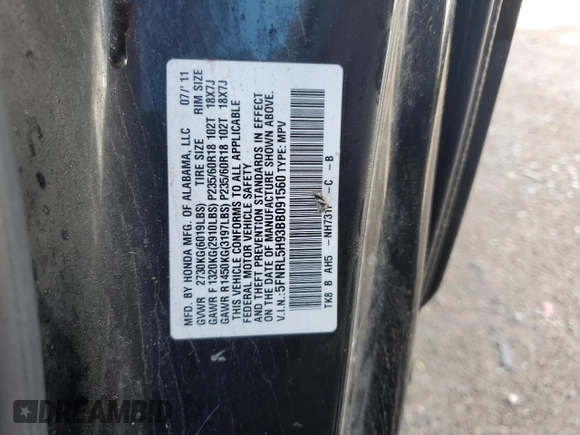 MFD. BY HONDA MFG. OF ALABAMA, LLC 07/'11
GVWR 2730KG(6019LBS) TIRE SIZE RIM SIZE
GAWR F 1320KG(2910LBS) P235/60R18 102T 18X7J
GAWR R1450KG(3197LBS) P235/60R18 102T 18X7J
THIS VEHICLE CONFORMS TO ALL APPLICABLE
FEDERAL MOTOR VEHICLE SAFETY
AND THEFT PREVENTION STANDARDS IN EFFECT
ON THE DATE OF MANUFACTURE SHOWN ABOVE.
V.I.N.:5FNRL5H93BB091560 TYPE: MPV
TK8 B AH5 -NH731P -C -B
DREAMBID